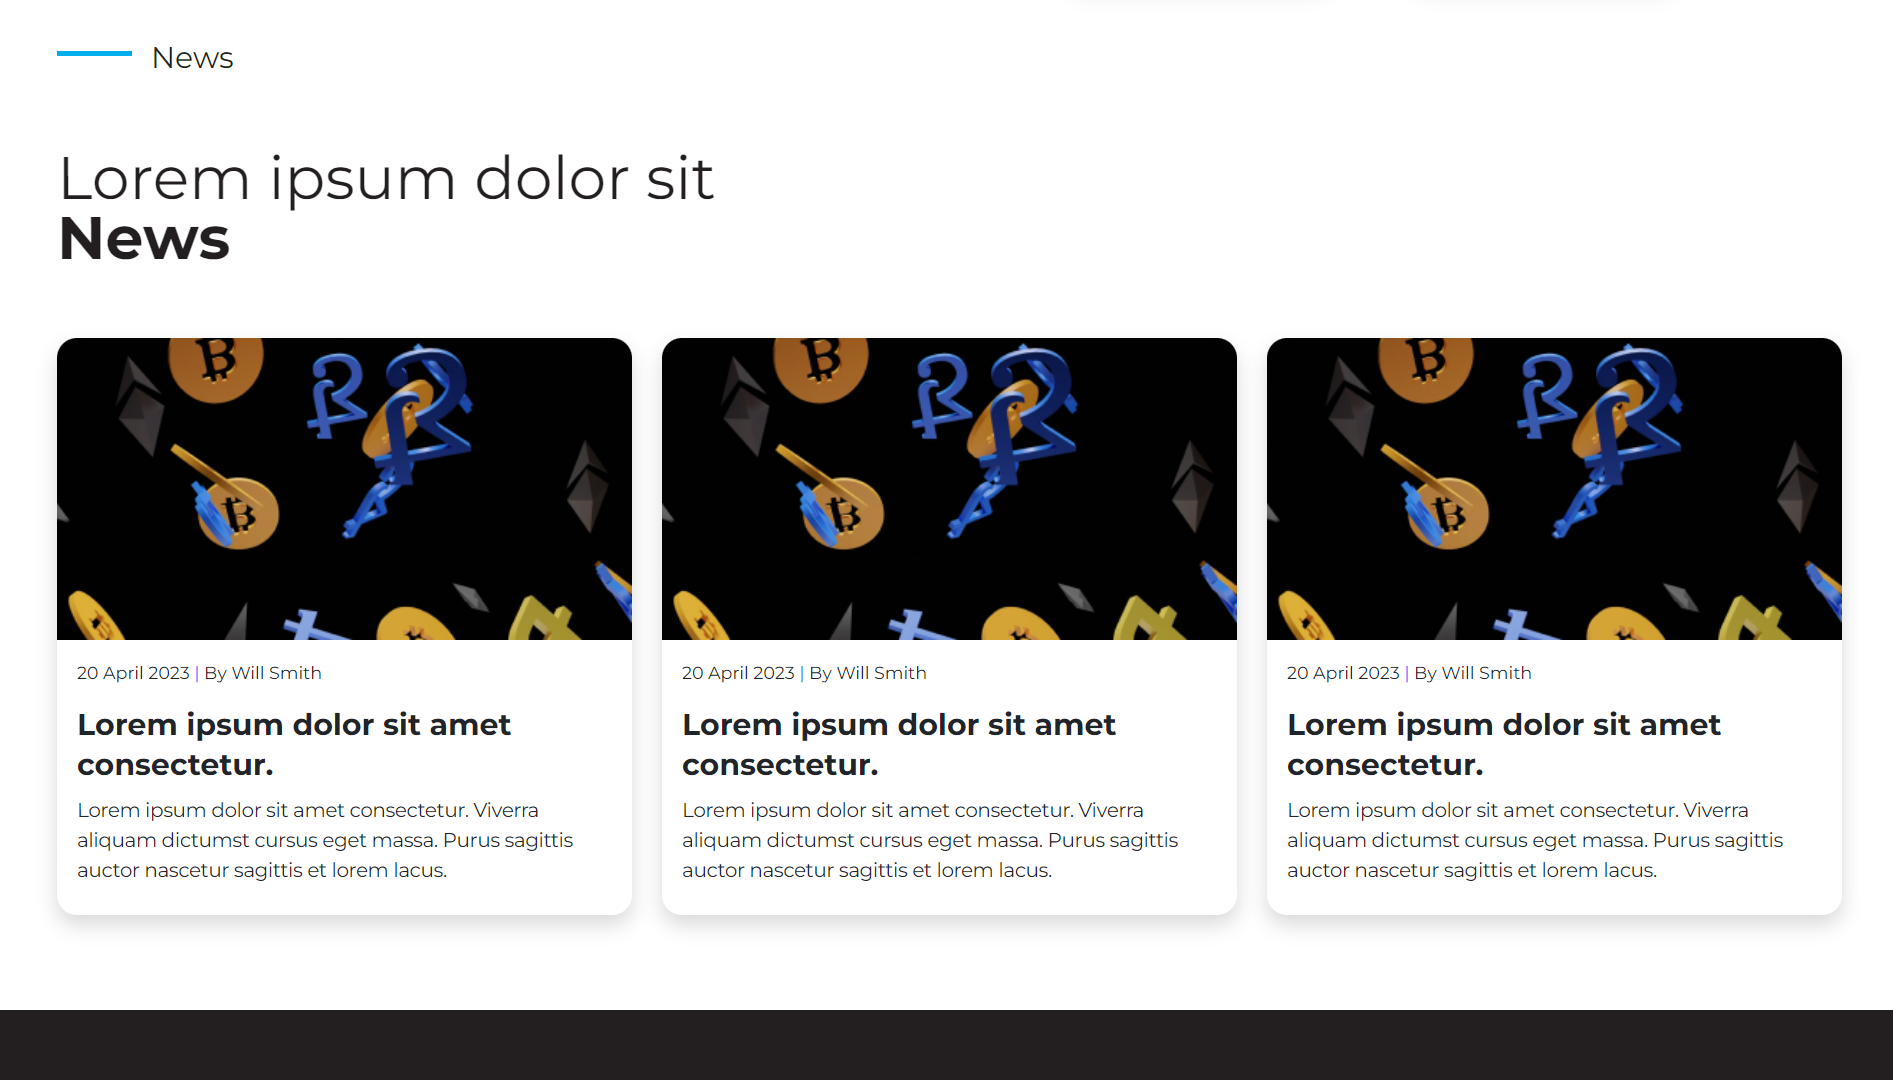 News
Lorem ipsum dolor sit
News
20 April 2023 | By Will Smith
Lorem ipsum dolor sit amet
consectetur.
Lorem ipsum dolor sit amet consectetur. Viverra
aliquam dictumst cursus eget massa. Purus sagittis
auctor nascetur sagittis et lorem lacus.
20 April 2023 | By Will Smith
Lorem ipsum dolor sit amet
consectetur.
Lorem ipsum dolor sit amet consectetur. Viverra
aliquam dictumst cursus eget massa. Purus sagittis
auctor nascetur sagittis et lorem lacus.
20 April 2023 | By Will Smith
Lorem ipsum dolor sit amet
consectetur.
Lorem ipsum dolor sit amet consectetur. Viverra
aliquam dictumst cursus eget massa. Purus sagittis
auctor nascetur sagittis et lorem lacus.